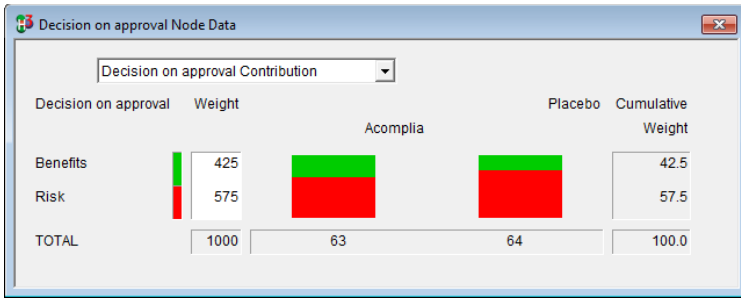 Decision on approval Node Data
Decision on approval Contribution
Decision on approval Weight Placebo Cumulative
Acomplia Weight
Benefits 425 42.5
Risk 575 57.5
TOTAL 1000 63 64 100.0